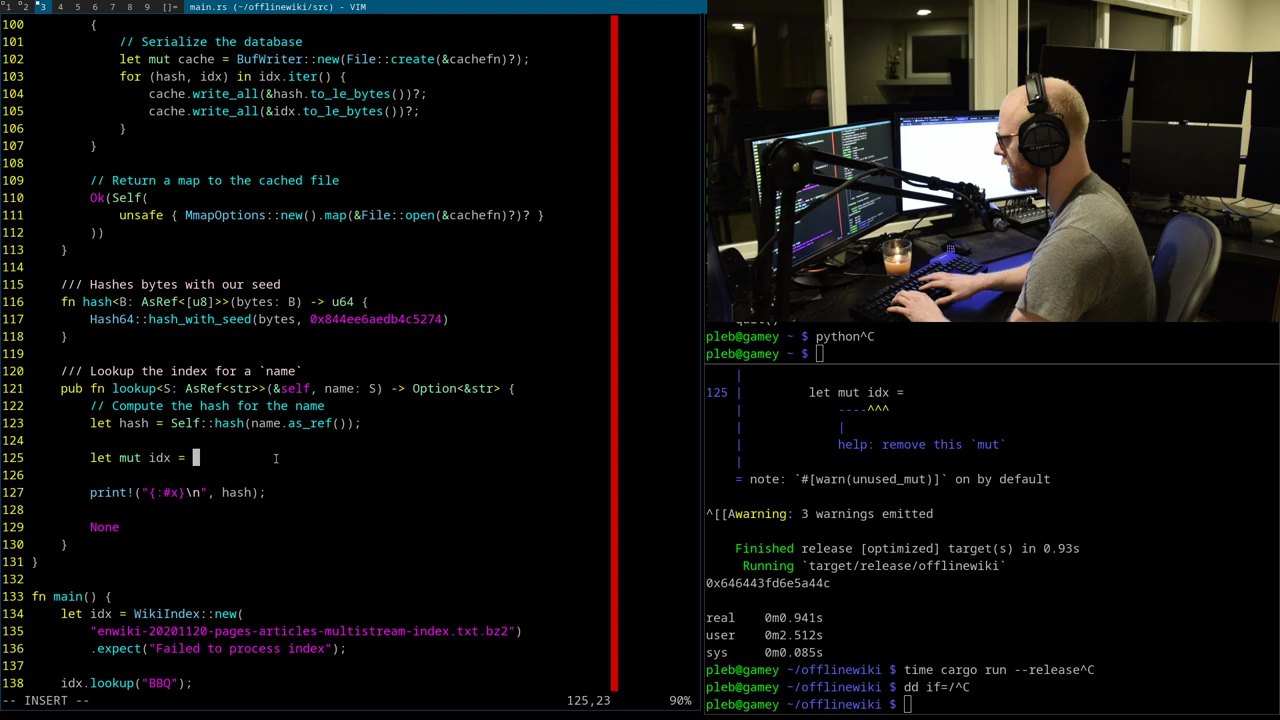 1 2 3 4 5 6 7 8 9 []= main.rs (~/offlinewiki/src) - VIM
100 {
101 // Serialize the database
102 let mut cache = BufWriter::new(File::create(&cachefn)?);
103 for (hash, idx) in idx.iter() {
104 cache.write_all(&hash.to_le_bytes())?;
105 cache.write_all(&idx.to_le_bytes())?;
106 }
107 }
108
109 // Return a map to the cached file
110 Ok(Self(
111 unsafe { MmapOptions::new().map(&File::open(&cachefn)?)? }
112 ))
113 }
114
115 /// Hashes bytes with our seed
116 fn hash<B: AsRef<[u8]>>(bytes: B) -> u64 {
117 Hash64::hash_with_seed(bytes, 0x844ee6aedb4c5274)
118 }
119
120 /// Lookup the index for a `name`
121 pub fn lookup<S: AsRef<str>>(&self, name: S) -> Option<&str> {
122 // Compute the hash for the name
123 let hash = Self::hash(name.as_ref());
124
125 let mut idx =
126
127 print!("{:#x}\n", hash);
128
129 None
130 }
131 }
132
133 fn main() {
134 let idx = WikiIndex::new(
135 "enwiki-20201120-pages-articles-multistream-index.txt.bz2")
136 .expect("Failed to process index");
137
138 idx.lookup("BBQ");
-- INSERT -- 125,23 90%
pleb@gamey ~ $ python^C
pleb@gamey ~ $
|
125 | let mut idx =
| ----^^^
| |
| help: remove this `mut`
|
= note: `#[warn(unused_mut)]` on by default
^[[Awarning: 3 warnings emitted
Finished release [optimized] target(s) in 0.93s
Running `target/release/offlinewiki`
0x646443fd6e5a44c
real 0m0.941s
user 0m2.512s
sys 0m0.085s
pleb@gamey ~/offlinewiki $ time cargo run --release^C
pleb@gamey ~/offlinewiki $ dd if=/^C
pleb@gamey ~/offlinewiki $